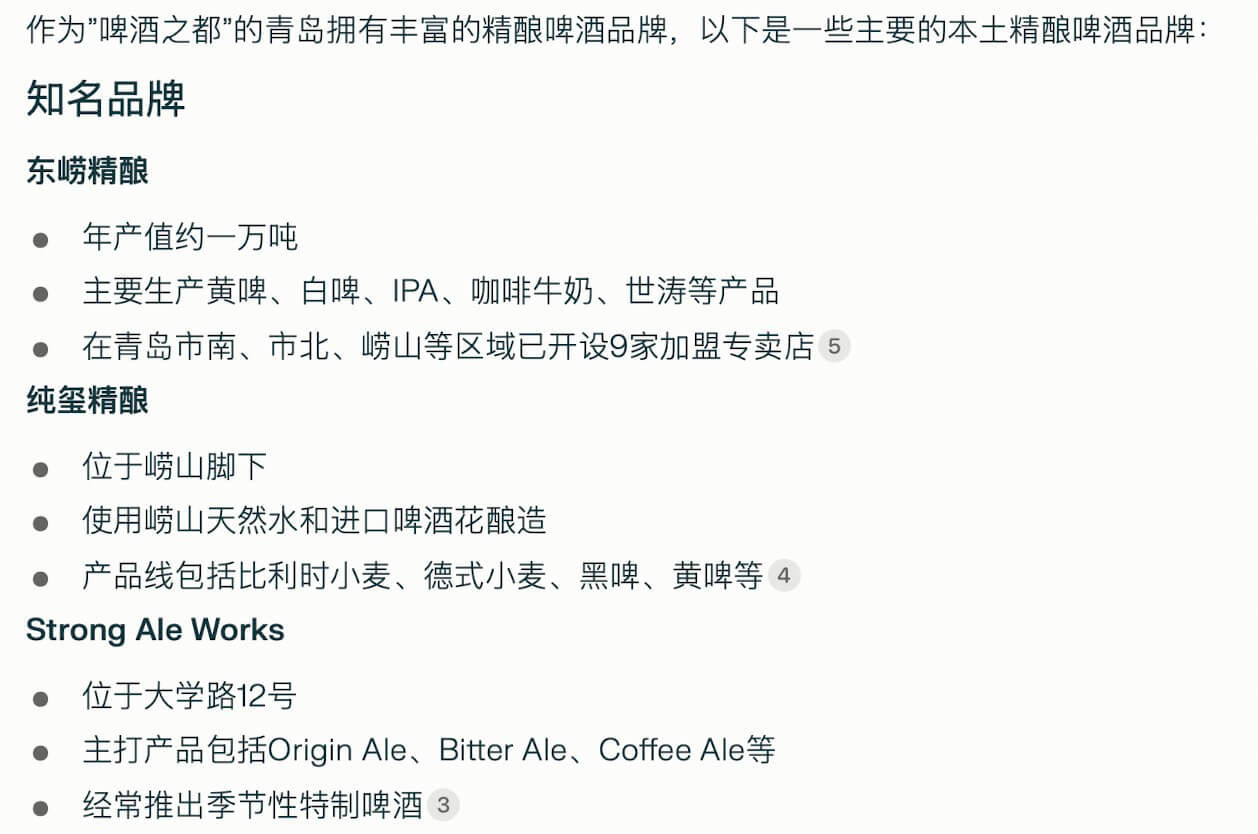 作为”啤酒之都”的青岛拥有丰富的精酿啤酒品牌，以下是一些主要的本土精酿啤酒品牌：
知名品牌
东崂精酿
● 年产值约一万吨
● 主要生产黄啤、白啤、IPA、咖啡牛奶、世涛等产品
● 在青岛市南、市北、崂山等区域已开设9家加盟专卖店 5
纯玺精酿
● 位于崂山脚下
● 使用崂山天然水和进口啤酒花酿造
● 产品线包括比利时小麦、德式小麦、黑啤、黄啤等 4
Strong Ale Works
● 位于大学路12号
● 主打产品包括Origin Ale、Bitter Ale、Coffee Ale等
● 经常推出季节性特制啤酒 3